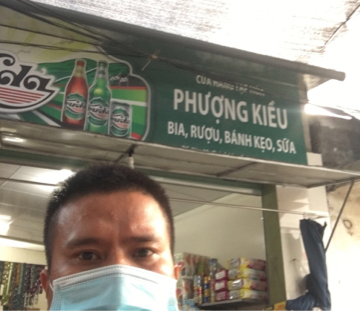 CỬA HÀNG TẠP HÓA
PHƯỢNG KIỀU
BIA, RƯỢU, BÁNH KẸO, SỮA